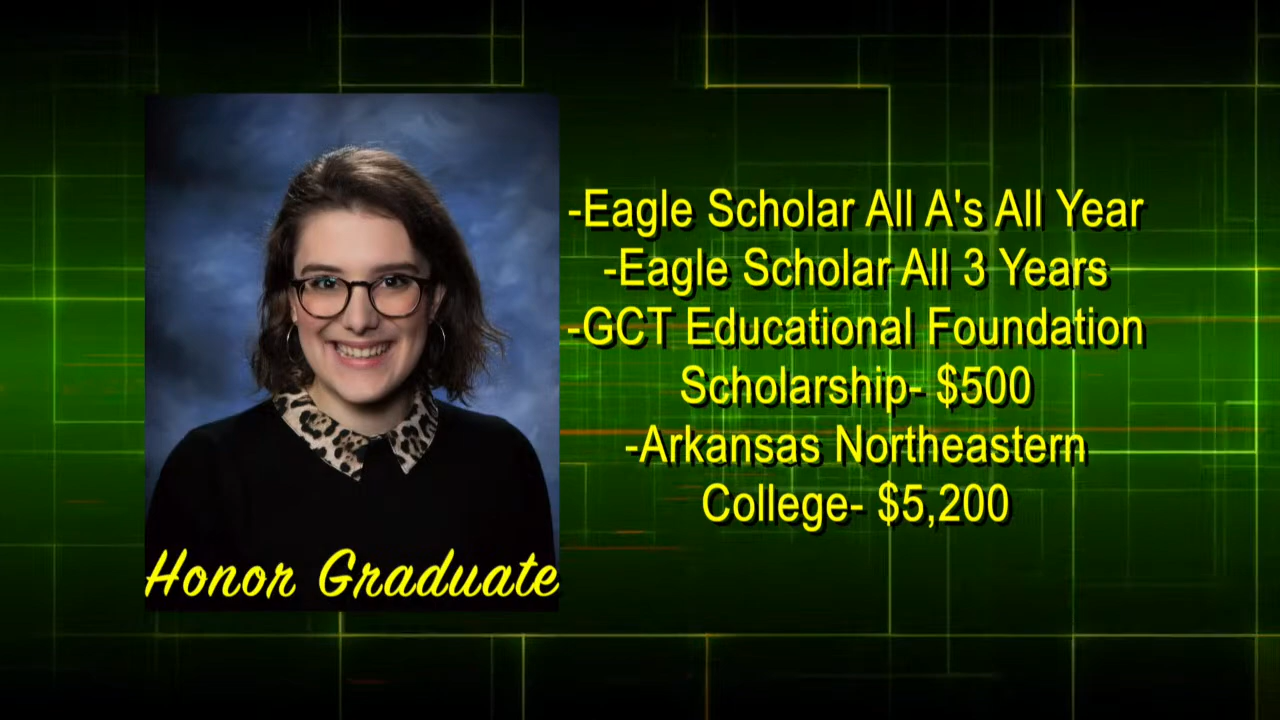 -Eagle Scholar All A's All Year
-Eagle Scholar All 3 Years
-GCT Educational Foundation
Scholarship- $500
-Arkansas Northeastern
College- $5,200
Honor Graduate